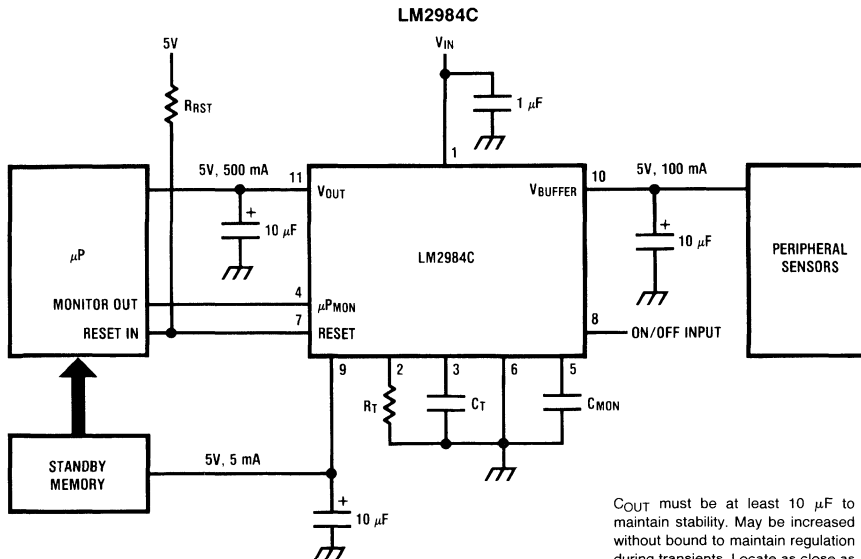 LM2984C
5V
VIN
RRST
1 μF
1
5V, 500 mA
11
VOUT
VBUFFER
10
5V, 100 mA
+
10 μF
+
10 μF
μP
LM2984C
PERIPHERAL
SENSORS
MONITOR OUT
4
μPMON
RESET IN
7
RESET
8
ON/OFF INPUT
9
2
3
6
5
RT
CT
CMON
STANDBY
MEMORY
5V, 5 mA
+
10 μF
COUT must be at least 10 μF to
maintain stability. May be increased
without bound to maintain regulation
during transients. Locate as close as